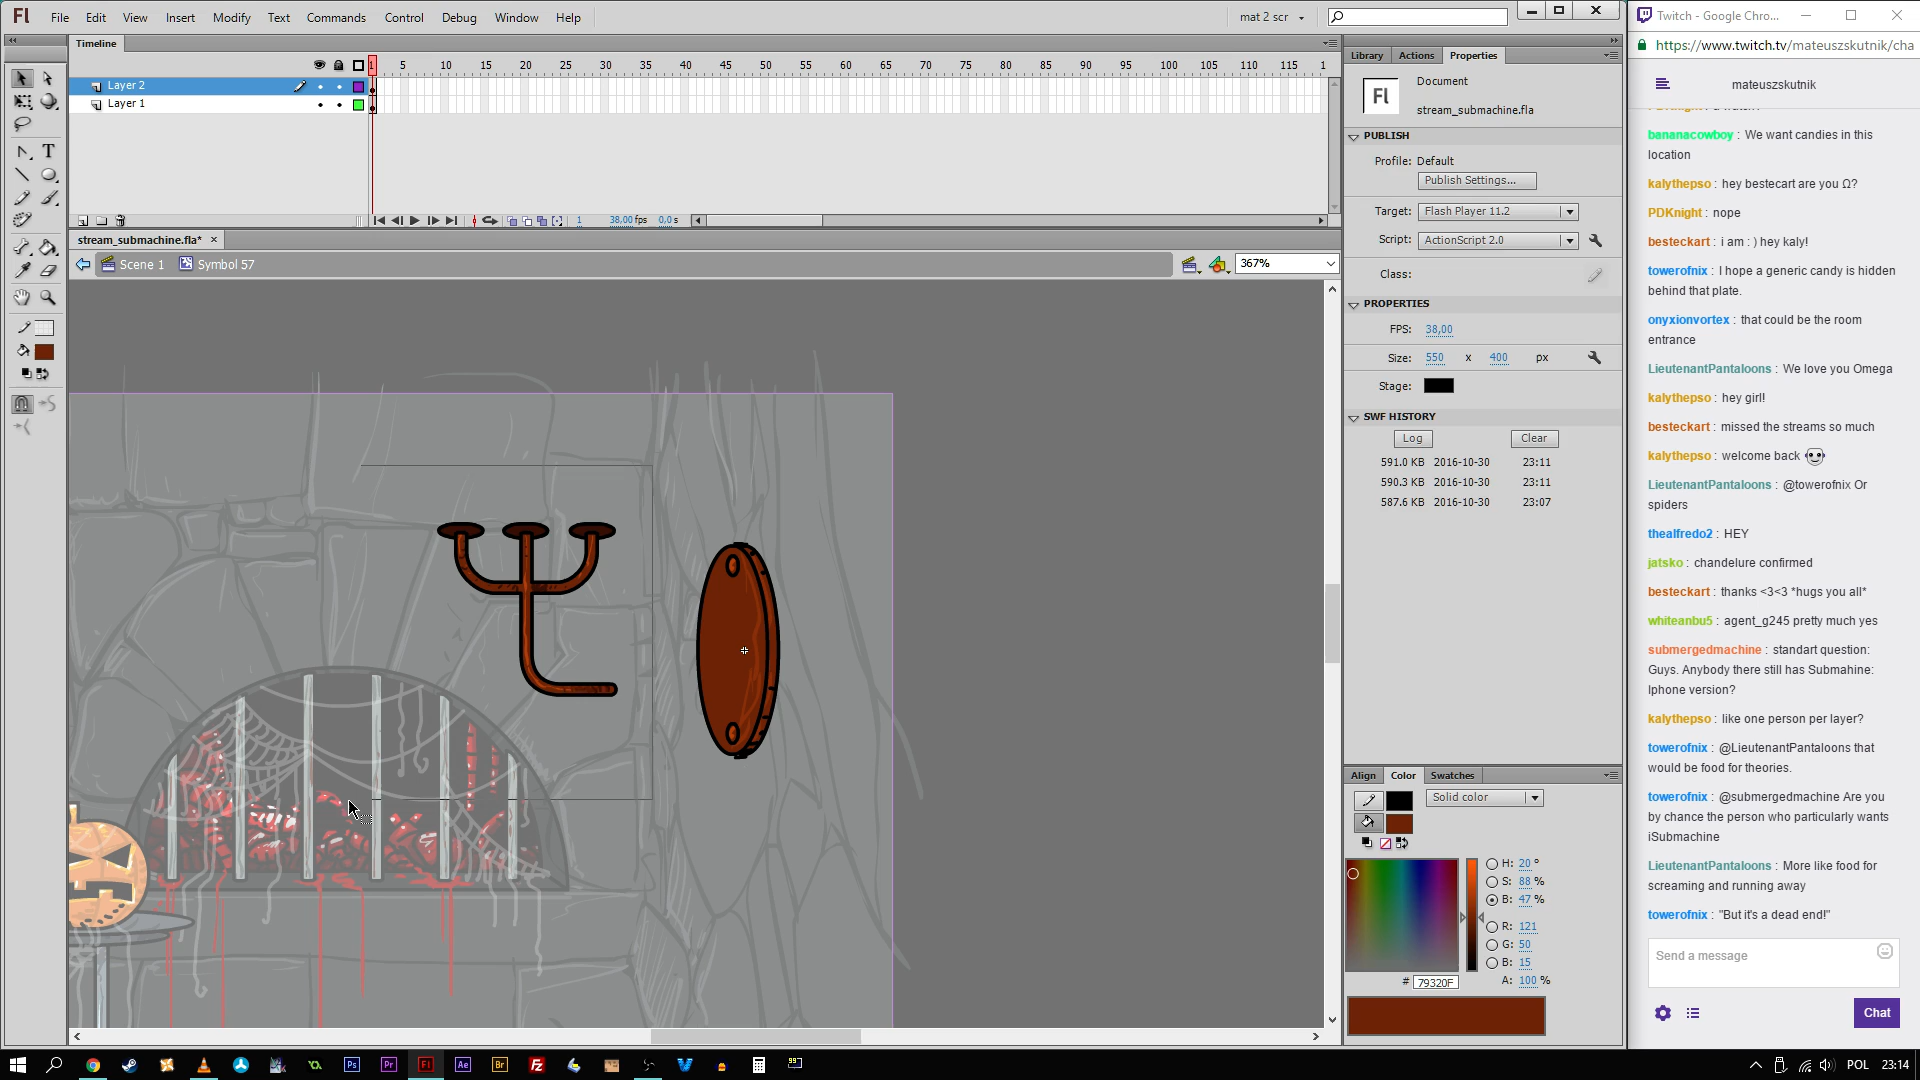 Fl File Edit View Insert Modify Text Commands Control Debug Window Help mat 2 scr
Timeline
1 5 10 15 20 25 30 35 40 45 50 55 60 65 70 75 80 85 90 95 100 105 110 115 1
Layer 2
Layer 1
1 38,00 fps 0,0 s
stream_submachine.fla*
Scene 1 Symbol 57 367%
Library Actions Properties
Document
Fl
stream_submachine.fla
PUBLISH
Profile: Default
Publish Settings...
Target: Flash Player 11.2
Script: ActionScript 2.0
Class:
PROPERTIES
FPS: 38,00
Size: 550 x 400 px
Stage:
SWF HISTORY
Log Clear
591.0 KB 2016-10-30 23:11
590.3 KB 2016-10-30 23:11
587.6 KB 2016-10-30 23:07
Align Color Swatches
Solid color
H: 20 °
S: 88 %
B: 47 %
R: 121
G: 50
B: 15
# 79320F A: 100 %
Twitch - Google Chro...
https://www.twitch.tv/mateuszskutnik/cha
mateuszskutnik
bananacowboy : We want candies in this
location
kalythepso : hey bestecart are you Ω?
PDKnight : nope
besteckart : i am : ) hey kaly!
towerofnix : I hope a generic candy is hidden
behind that plate.
onyxionvortex : that could be the room
entrance
LieutenantPantaloons : We love you Omega
kalythepso : hey girl!
besteckart : missed the streams so much
kalythepso : welcome back
LieutenantPantaloons : @towerofnix Or
spiders
thealfredo2 : HEY
jatsko : chandelure confirmed
besteckart : thanks <3<3 *hugs you all*
whiteanbu5 : agent_g245 pretty much yes
submergedmachine : standart question:
Guys. Anybody there still has Submahine:
Iphone version?
kalythepso : like one person per layer?
towerofnix : @LieutenantPantaloons that
would be food for theories.
towerofnix : @submergedmachine Are you
by chance the person who particularly wants
iSubmachine
LieutenantPantaloons : More like food for
screaming and running away
towerofnix : "But it's a dead end!"
Send a message
Chat
Ps Pr Fl Ae Br Fz
POL 23:14